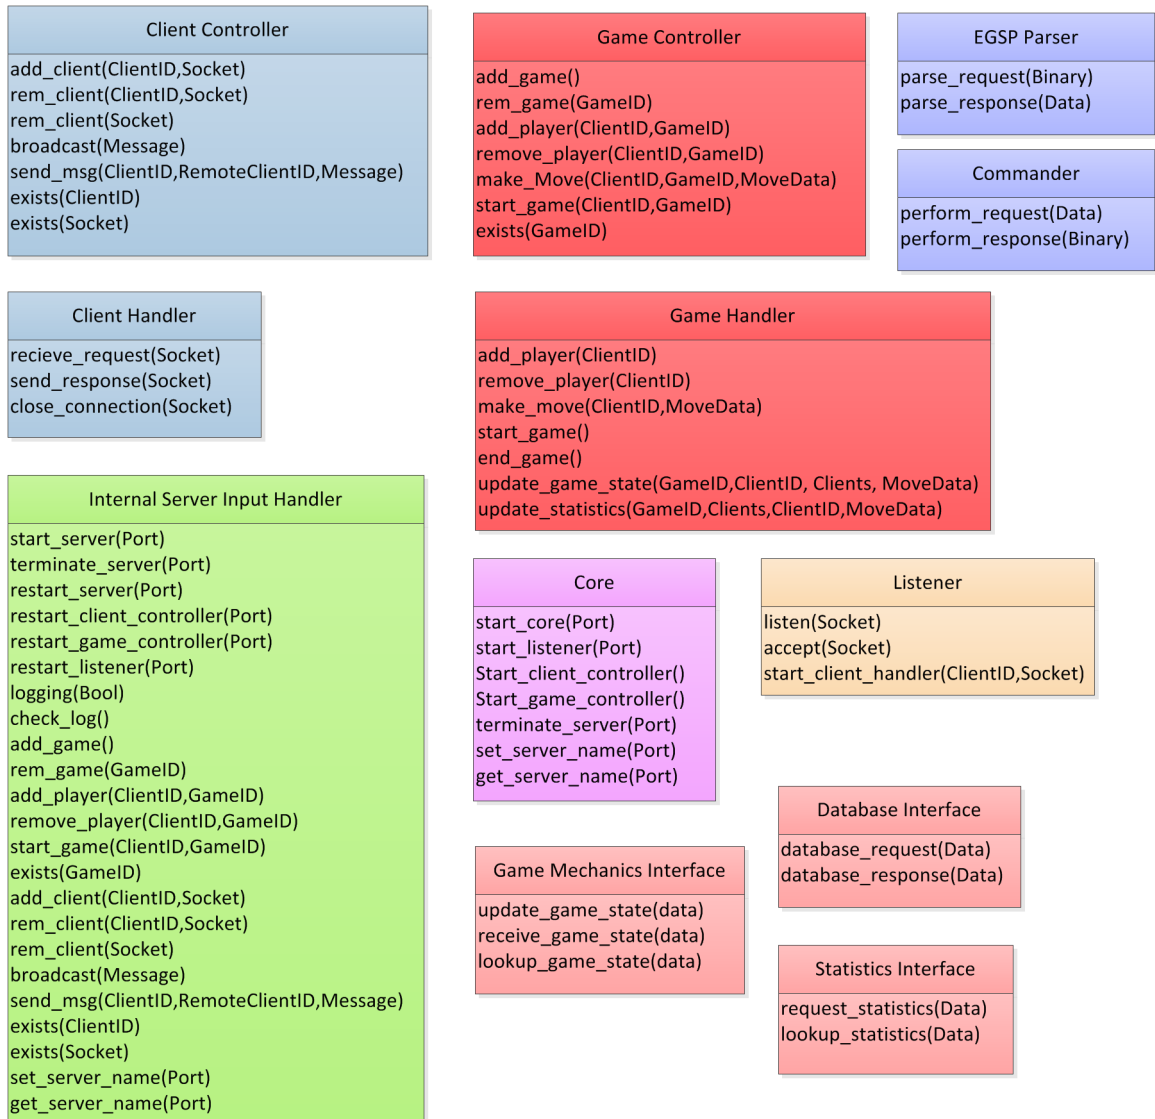 Client Controller
add_client(ClientID,Socket)
rem_client(ClientID,Socket)
rem_client(Socket)
broadcast(Message)
send_msg(ClientID,RemoteClientID,Message)
exists(ClientID)
exists(Socket)
Game Controller
add_game()
rem_game(GameID)
add_player(ClientID,GameID)
remove_player(ClientID,GameID)
make_Move(ClientID,GameID,MoveData)
start_game(ClientID,GameID)
exists(GameID)
EGSP Parser
parse_request(Binary)
parse_response(Data)
Commander
perform_request(Data)
perform_response(Binary)
Client Handler
recieve_request(Socket)
send_response(Socket)
close_connection(Socket)
Game Handler
add_player(ClientID)
remove_player(ClientID)
make_move(ClientID,MoveData)
start_game()
end_game()
update_game_state(GameID,ClientID, Clients, MoveData)
update_statistics(GameID,Clients,ClientID,MoveData)
Internal Server Input Handler
start_server(Port)
terminate_server(Port)
restart_server(Port)
restart_client_controller(Port)
restart_game_controller(Port)
restart_listener(Port)
logging(Bool)
check_log()
add_game()
rem_game(GameID)
add_player(ClientID,GameID)
remove_player(ClientID,GameID)
start_game(ClientID,GameID)
exists(GameID)
add_client(ClientID,Socket)
rem_client(ClientID,Socket)
rem_client(Socket)
broadcast(Message)
send_msg(ClientID,RemoteClientID,Message)
exists(ClientID)
exists(Socket)
set_server_name(Port)
get_server_name(Port)
Core
start_core(Port)
start_listener(Port)
Start_client_controller()
Start_game_controller()
terminate_server(Port)
set_server_name(Port)
get_server_name(Port)
Listener
listen(Socket)
accept(Socket)
start_client_handler(ClientID,Socket)
Database Interface
database_request(Data)
database_response(Data)
Game Mechanics Interface
update_game_state(data)
receive_game_state(data)
lookup_game_state(data)
Statistics Interface
request_statistics(Data)
lookup_statistics(Data)